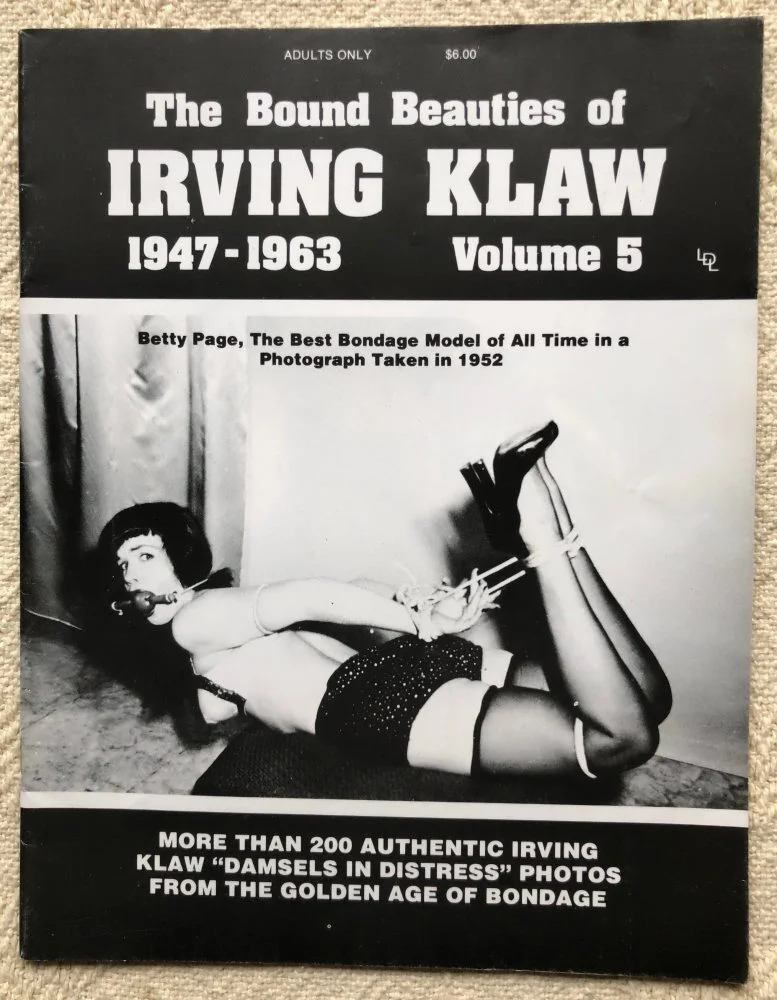 ADULTS ONLY $6.00
The Bound Beauties of
IRVING KLAW
1947-1963 Volume 5
LDL
Betty Page, The Best Bondage Model of All Time in a
Photograph Taken in 1952
MORE THAN 200 AUTHENTIC IRVING
KLAW “DAMSELS IN DISTRESS” PHOTOS
FROM THE GOLDEN AGE OF BONDAGE